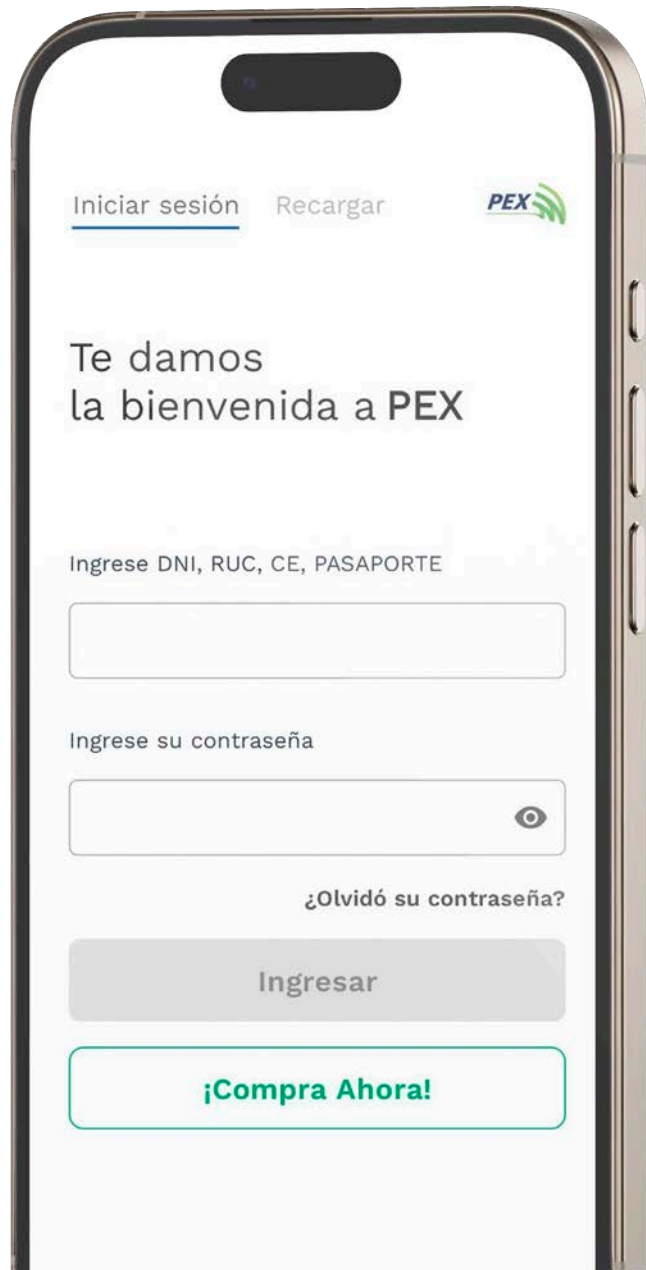 Iniciar sesión Recargar PEX
Te damos
la bienvenida a PEX
Ingrese DNI, RUC, CE, PASAPORTE
Ingrese su contraseña
¿Olvidó su contraseña?
Ingresar
¡Compra Ahora!